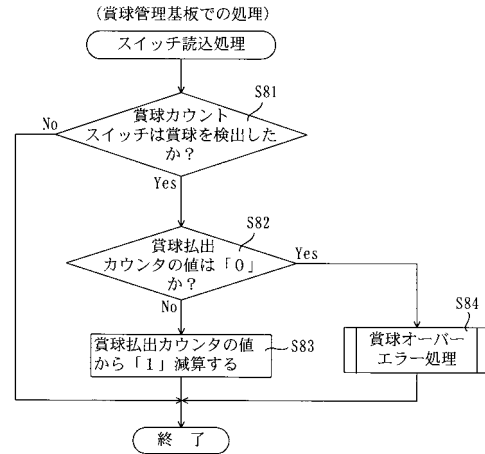 (賞球管理基板での処理)
スイッチ読込処理
S81
賞球カウント
スイッチは賞球を検出した
か？
No
Yes
S82
賞球払出
カウンタの値は「０」
か？
Yes
No
S84
賞球払出カウンタの値
から「１」減算する
S83
賞球オーバー
エラー処理
終 了